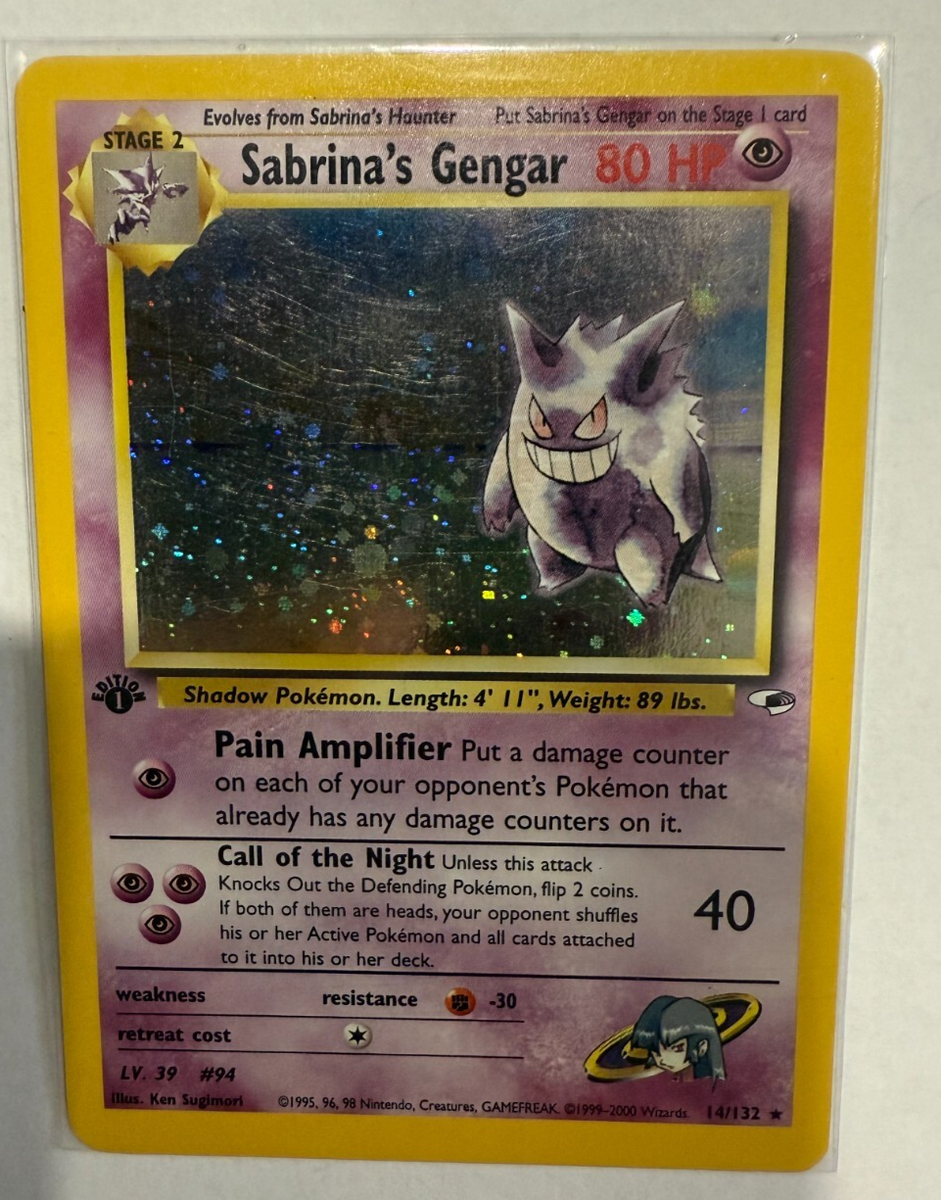 Evolves from Sabrina's Haunter Put Sabrina's Gengar on the Stage 1 card
STAGE 2
Sabrina's Gengar 80 HP
EDITION
1
Shadow Pokémon. Length: 4' 11", Weight: 89 lbs.
Pain Amplifier Put a damage counter
on each of your opponent's Pokémon that
already has any damage counters on it.
Call of the Night Unless this attack
Knocks Out the Defending Pokémon, flip 2 coins.
If both of them are heads, your opponent shuffles
his or her Active Pokémon and all cards attached
to it into his or her deck.
40
weakness resistance -30
retreat cost
LV. 39 #94
Illus. Ken Sugimori ©1995, 96, 98 Nintendo, Creatures, GAMEFREAK. ©1999–2000 Wizards. 14/132 ★